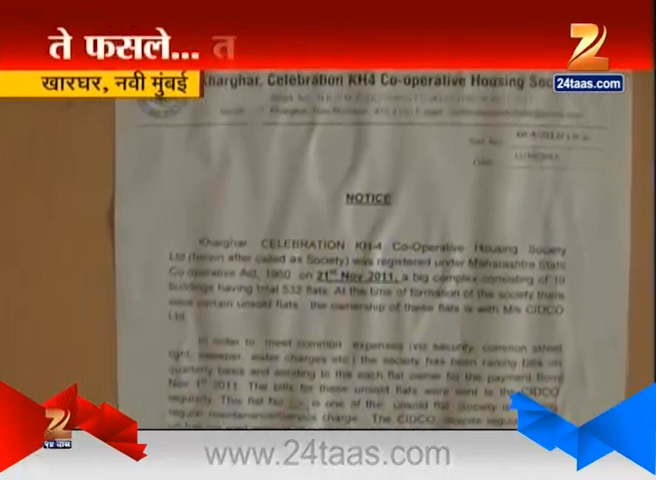 ते फसले... त
खारघर, नवी मुंबई
24taas.com
Kharghar, Celebration KH4 Co-operative Housing Soc
NOTICE
Kharghar, CELEBRATION KH-4 Co-Operative Housing Society
Ltd (herein after called as Society) was registered under Maharashtra State
Co-operative Act, 1960 on 21st Nov 2011, a big complex consisting of 19
buildings having total 532 flats. At the time of formation of the society there
were certain unsold flats. the ownership of these flats is with M/s CIDCO
Ltd.
In order to meet common expenses (viz security, common street
light, sweeper, water charges etc) the society has been raising bills on
quarterly basis and sending to the each flat owner for the payment from
Nov 1st 2011. The bills for these unsold flats were sent to the CIDCO
regularly. This flat No is one of the unsold flat Society is
regular maintenance/service charge. The CIDCO despite regular
२४ तास
www.24taas.com